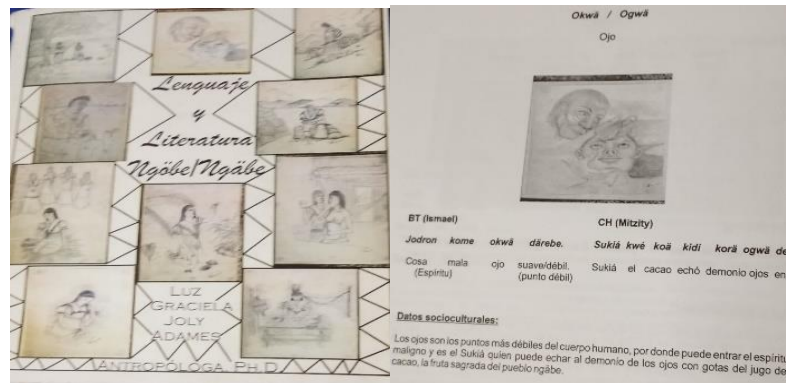 Lenguaje
y
Literatura
Ngöbe/Ngäbe
LUZ
GRACIELA
JOLY
ADAMES
ANTROPÓLOGA, PH.D.
Okwä / Ogwä
Ojo
BT (Ismael)
CH (Mitzity)
Jodron kome okwä därebe.
Sukiá kwé koä kidi korä ogwä de
Cosa mala ojo suave/débil.
(Espíritu) (punto débil)
Sukiá el cacao echó demonio ojos en
Datos socioculturales:
Los ojos son los puntos más débiles del cuerpo humano, por donde puede entrar el espíritu
maligno y es el Sukiá quien puede echar al demonio de los ojos con gotas del jugo de
cacao, la fruta sagrada del pueblo ngäbe.